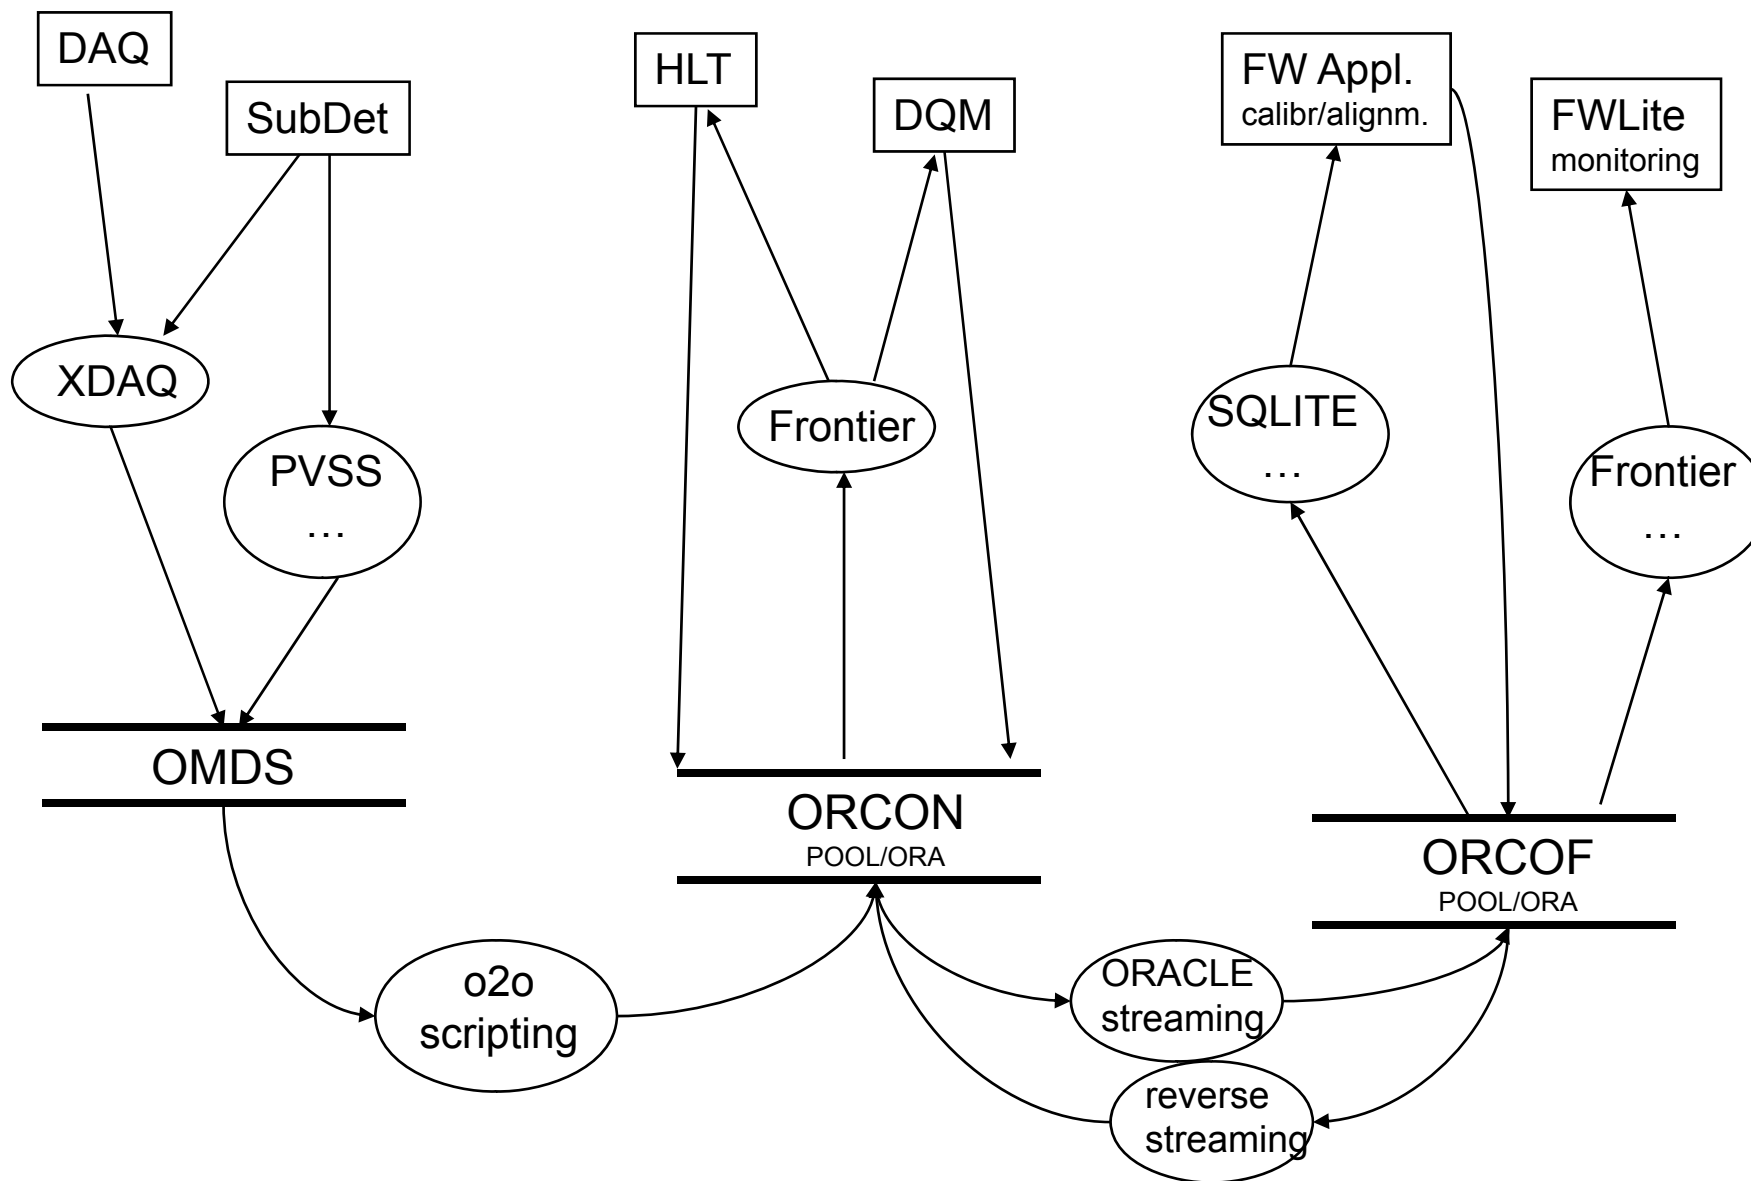 DAQ
SubDet
HLT
DQM
FW Appl.
calibr/alignm.
FWLite
monitoring
XDAQ
PVSS
…
Frontier
SQLITE
…
Frontier
…
OMDS
ORCON
POOL/ORA
ORCOF
POOL/ORA
o2o
scripting
ORACLE
streaming
reverse
streaming